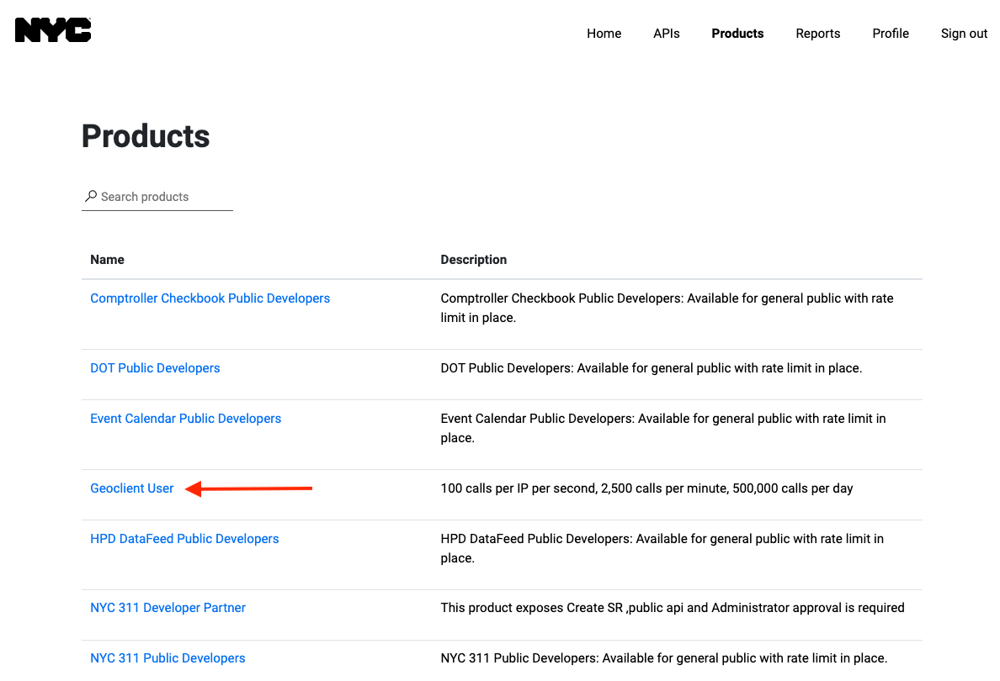 NYC
Home APIs Products Reports Profile Sign out
Products
Search products
Name Description
Comptroller Checkbook Public Developers Comptroller Checkbook Public Developers: Available for general public with rate
limit in place.
DOT Public Developers DOT Public Developers: Available for general public with rate limit in place.
Event Calendar Public Developers Event Calendar Public Developers: Available for general public with rate limit in
place.
Geoclient User 100 calls per IP per second, 2,500 calls per minute, 500,000 calls per day
HPD DataFeed Public Developers HPD DataFeed Public Developers: Available for general public with rate limit in
place.
NYC 311 Developer Partner This product exposes Create SR ,public api and Administrator approval is required
NYC 311 Public Developers NYC 311 Public Developers: Available for general public with rate limit in place.